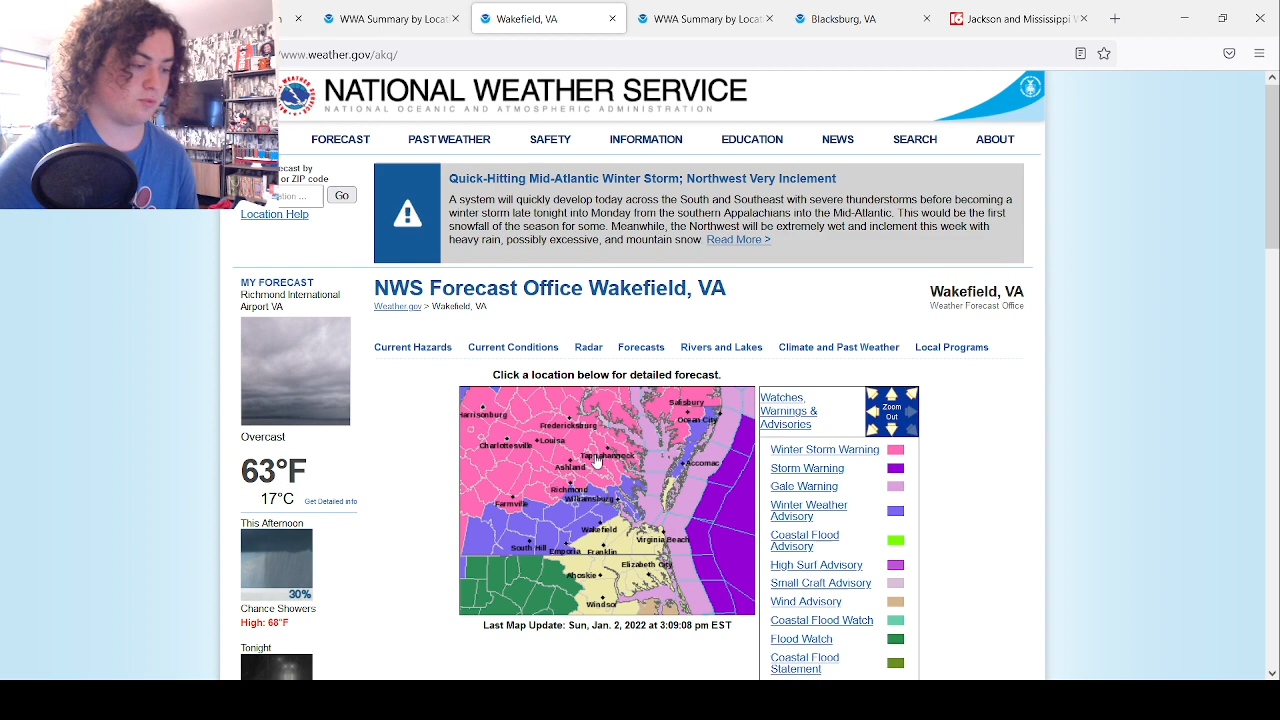 WWA Summary by Locat
Wakefield, VA
WWA Summary by Locat
Blacksburg, VA
16 Jackson and Mississippi V
www.weather.gov/akq/
NATIONAL WEATHER SERVICE
NATIONAL OCEANIC AND ATMOSPHERIC ADMINISTRATION
FORECAST PAST WEATHER SAFETY INFORMATION EDUCATION NEWS SEARCH ABOUT
ecast by
or ZIP code
Go
Location Help
Quick-Hitting Mid-Atlantic Winter Storm; Northwest Very Inclement
A system will quickly develop today across the South and Southeast with severe thunderstorms before becoming a
winter storm late tonight into Monday from the southern Appalachians into the Mid-Atlantic. This would be the first
snowfall of the season for some. Meanwhile, the Northwest will be extremely wet and inclement this week with
heavy rain, possibly excessive, and mountain snow. Read More >
MY FORECAST
Richmond International
Airport VA
Overcast
63°F
17°C Get Detailed info
This Afternoon
30%
Chance Showers
High: 68°F
Tonight
NWS Forecast Office Wakefield, VA
Weather.gov > Wakefield, VA
Wakefield, VA
Weather Forecast Office
Current Hazards Current Conditions Radar Forecasts Rivers and Lakes Climate and Past Weather Local Programs
Click a location below for detailed forecast.
Salisbury
arrisonburg
Fredericksburg
Ocean City
Charlottesville
Louisa
Tappahannock
Ashland
Accomac
Richmond
Williamsburg
Farmville
Wakefield
Virginia Beach
South Hill
Emporia
Franklin
Elizabeth City
Ahoskie
Windsor
Last Map Update: Sun, Jan. 2, 2022 at 3:09:08 pm EST
Watches,
Warnings &
Advisories
Zoom
Out
Winter Storm Warning
Storm Warning
Gale Warning
Winter Weather
Advisory
Coastal Flood
Advisory
High Surf Advisory
Small Craft Advisory
Wind Advisory
Coastal Flood Watch
Flood Watch
Coastal Flood
Statement